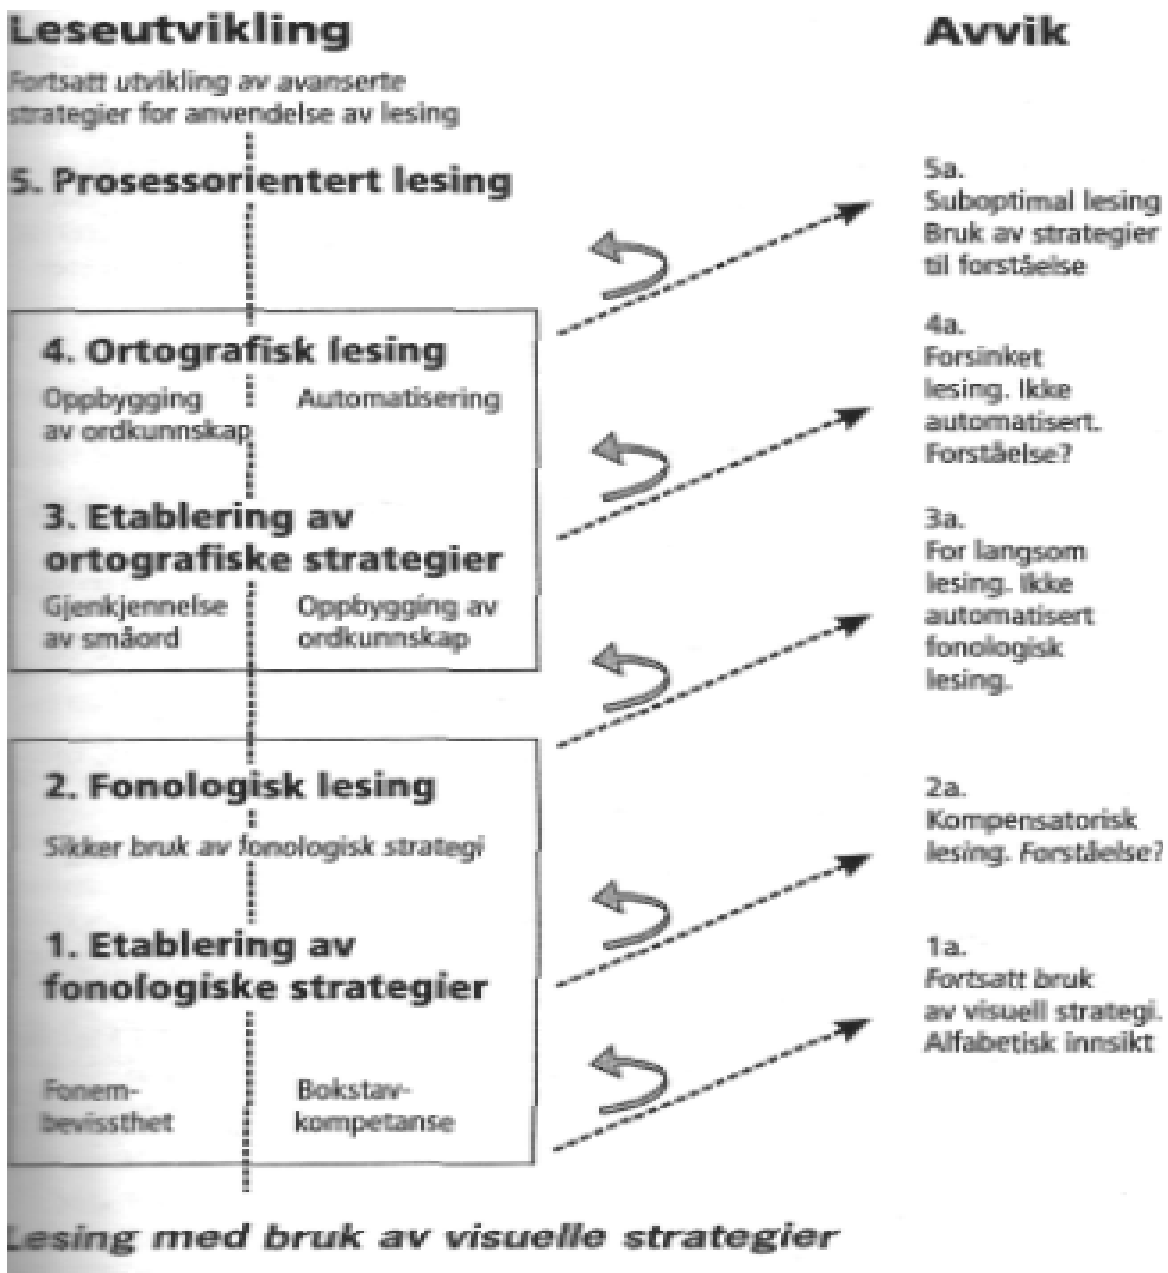 Leseutvikling
Fortsatt utvikling av avanserte
strategier for anvendelse av lesing
5. Prosessorientert lesing
4. Ortografisk lesing
Oppbygging
av ordkunnskap
Automatisering
3. Etablering av
ortografiske strategier
Gjenkjennelse
av småord
Oppbygging av
ordkunnskap
2. Fonologisk lesing
Sikker bruk av fonologisk strategi
1. Etablering av
fonologiske strategier
Fonem-
bevissthet
Bokstav-
kompetanse
Lesing med bruk av visuelle strategier
Avvik
5a.
Suboptimal lesing
Bruk av strategier
til forståelse
4a.
Forsinket
lesing. Ikke
automatisert.
Forståelse?
3a.
For langsom
lesing. Ikke
automatisert
fonologisk
lesing.
2a.
Kompensatorisk
lesing. Forståelse?
1a.
Fortsatt bruk
av visuell strategi.
Alfabetisk innsikt